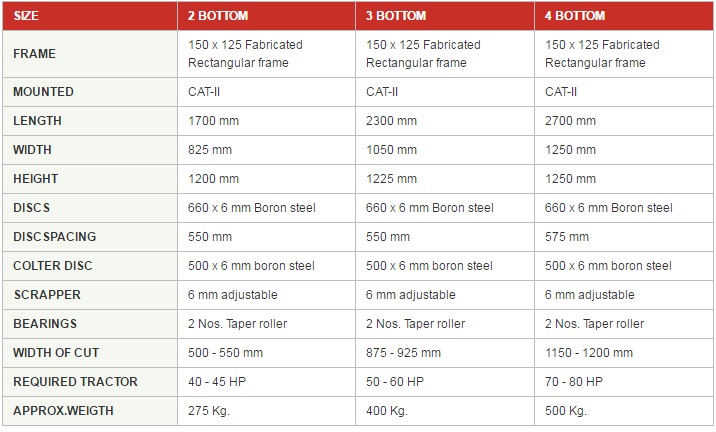 SIZE 2 BOTTOM 3 BOTTOM 4 BOTTOM
FRAME 150 x 125 Fabricated Rectangular frame 150 x 125 Fabricated Rectangular frame 150 x 125 Fabricated Rectangular frame
MOUNTED CAT-II CAT-II CAT-II
LENGTH 1700 mm 2300 mm 2700 mm
WIDTH 825 mm 1050 mm 1250 mm
HEIGHT 1200 mm 1225 mm 1250 mm
DISCS 660 x 6 mm Boron steel 660 x 6 mm Boron steel 660 x 6 mm Boron steel
DISCSPACING 550 mm 550 mm 575 mm
COLTER DISC 500 x 6 mm boron steel 500 x 6 mm boron steel 500 x 6 mm boron steel
SCRAPPER 6 mm adjustable 6 mm adjustable 6 mm adjustable
BEARINGS 2 Nos. Taper roller 2 Nos. Taper roller 2 Nos. Taper roller
WIDTH OF CUT 500 - 550 mm 875 - 925 mm 1150 - 1200 mm
REQUIRED TRACTOR 40 - 45 HP 50 - 60 HP 70 - 80 HP
APPROX.WEIGTH 275 Kg. 400 Kg. 500 Kg.